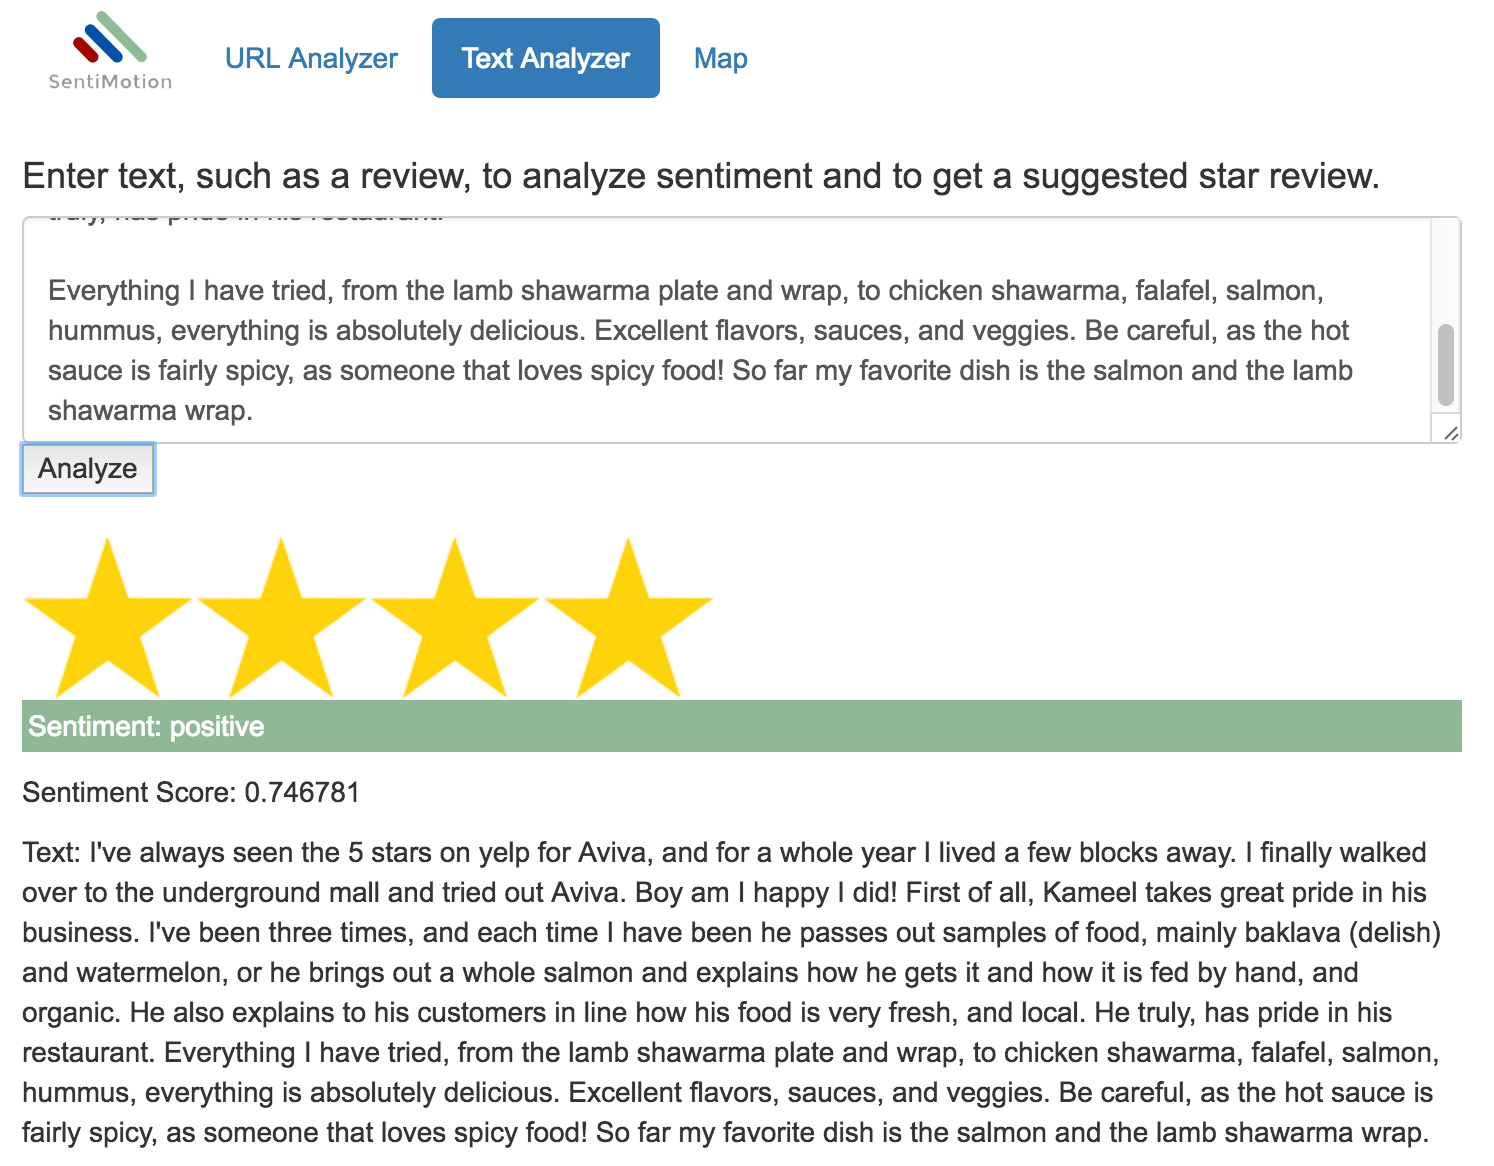 SentiMotion
URL Analyzer
Text Analyzer
Map
Enter text, such as a review, to analyze sentiment and to get a suggested star review.
truly, has pride in his restaurant.
Everything I have tried, from the lamb shawarma plate and wrap, to chicken shawarma, falafel, salmon,
hummus, everything is absolutely delicious. Excellent flavors, sauces, and veggies. Be careful, as the hot
sauce is fairly spicy, as someone that loves spicy food! So far my favorite dish is the salmon and the lamb
shawarma wrap.
Analyze
Sentiment: positive
Sentiment Score: 0.746781
Text: I've always seen the 5 stars on yelp for Aviva, and for a whole year I lived a few blocks away. I finally walked
over to the underground mall and tried out Aviva. Boy am I happy I did! First of all, Kameel takes great pride in his
business. I've been three times, and each time I have been he passes out samples of food, mainly baklava (delish)
and watermelon, or he brings out a whole salmon and explains how he gets it and how it is fed by hand, and
organic. He also explains to his customers in line how his food is very fresh, and local. He truly, has pride in his
restaurant. Everything I have tried, from the lamb shawarma plate and wrap, to chicken shawarma, falafel, salmon,
hummus, everything is absolutely delicious. Excellent flavors, sauces, and veggies. Be careful, as the hot sauce is
fairly spicy, as someone that loves spicy food! So far my favorite dish is the salmon and the lamb shawarma wrap.